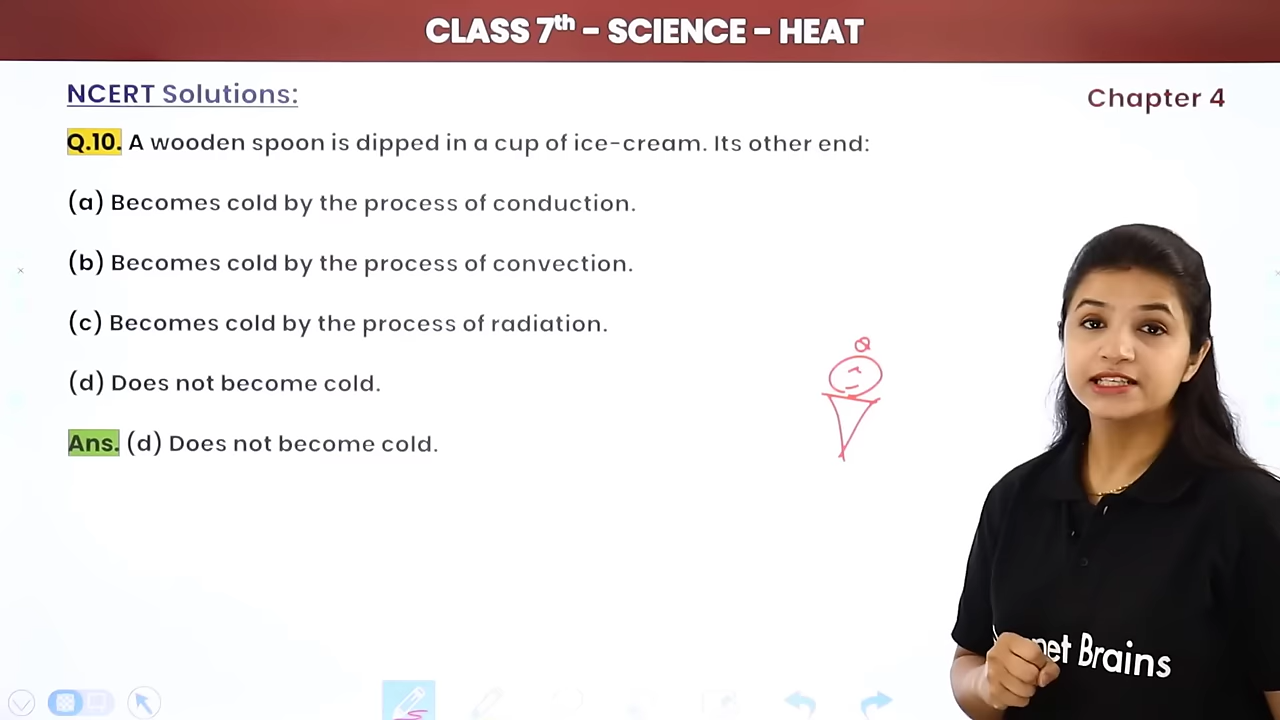 CLASS 7th - SCIENCE - HEAT
NCERT Solutions:
Chapter 4
Q.10. A wooden spoon is dipped in a cup of ice-cream. Its other end:
(a) Becomes cold by the process of conduction.
(b) Becomes cold by the process of convection.
(c) Becomes cold by the process of radiation.
(d) Does not become cold.
Ans. (d) Does not become cold.
Brains